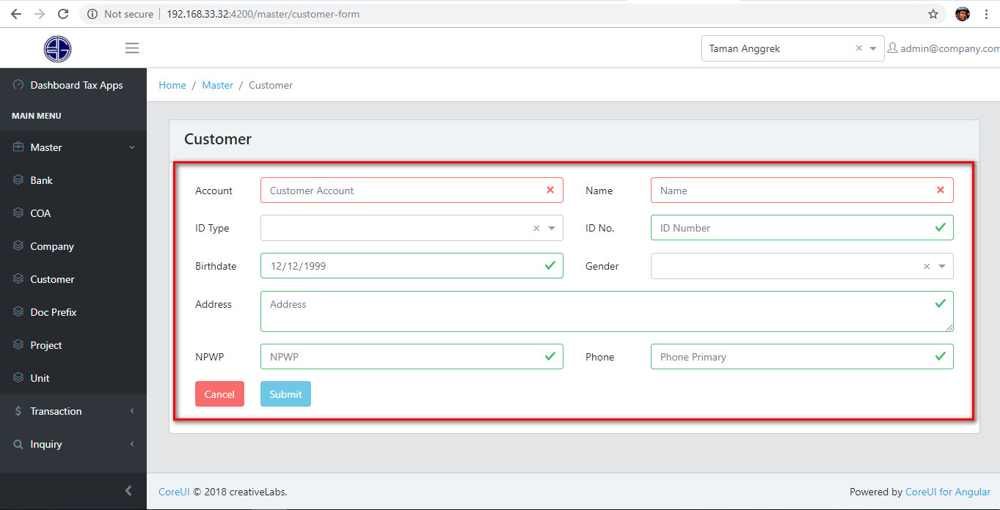 Not secure | 192.168.33.32:4200/master/customer-form
Taman Anggrek
admin@company.com
Dashboard Tax Apps
Home / Master / Customer
MAIN MENU
Master
Bank
COA
Company
Customer
Doc Prefix
Project
Unit
Transaction
Inquiry
Customer
Account Customer Account Name Name
ID Type ID No. ID Number
Birthdate 12/12/1999 Gender
Address Address
NPWP NPWP Phone Phone Primary
Cancel Submit
CoreUI © 2018 creativeLabs. Powered by CoreUI for Angular